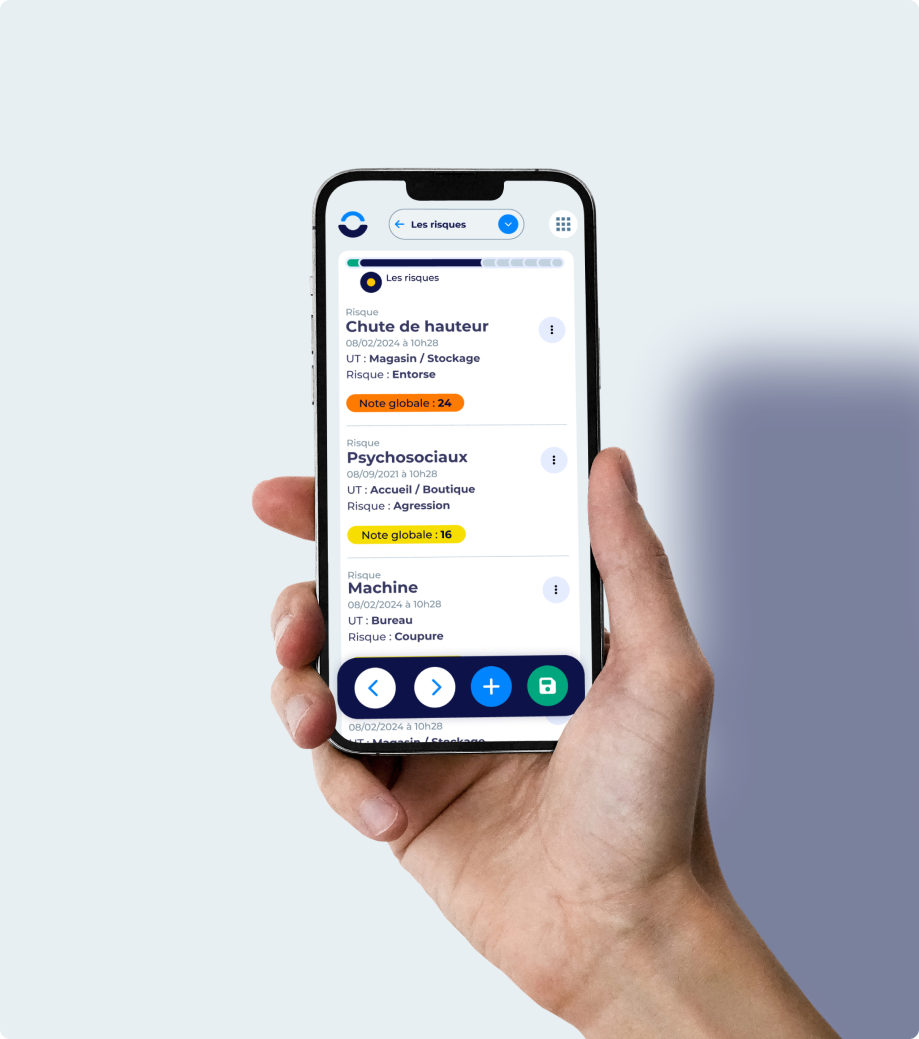 Les risques
Les risques
Risque
Chute de hauteur
08/02/2024 à 10h28
UT : Magasin / Stockage
Risque : Entorse
Note globale : 24
Risque
Psychosociaux
08/09/2021 à 10h28
UT : Accueil / Boutique
Risque : Agression
Note globale : 16
Risque
Machine
08/02/2024 à 10h28
UT : Bureau
Risque : Coupure
08/02/2024 à 10h28
UT : Magasin / Stockage